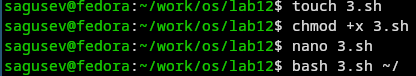 sagusev@fedora:~/work/os/lab12$ touch 3.sh
sagusev@fedora:~/work/os/lab12$ chmod +x 3.sh
sagusev@fedora:~/work/os/lab12$ nano 3.sh
sagusev@fedora:~/work/os/lab12$ bash 3.sh ~/